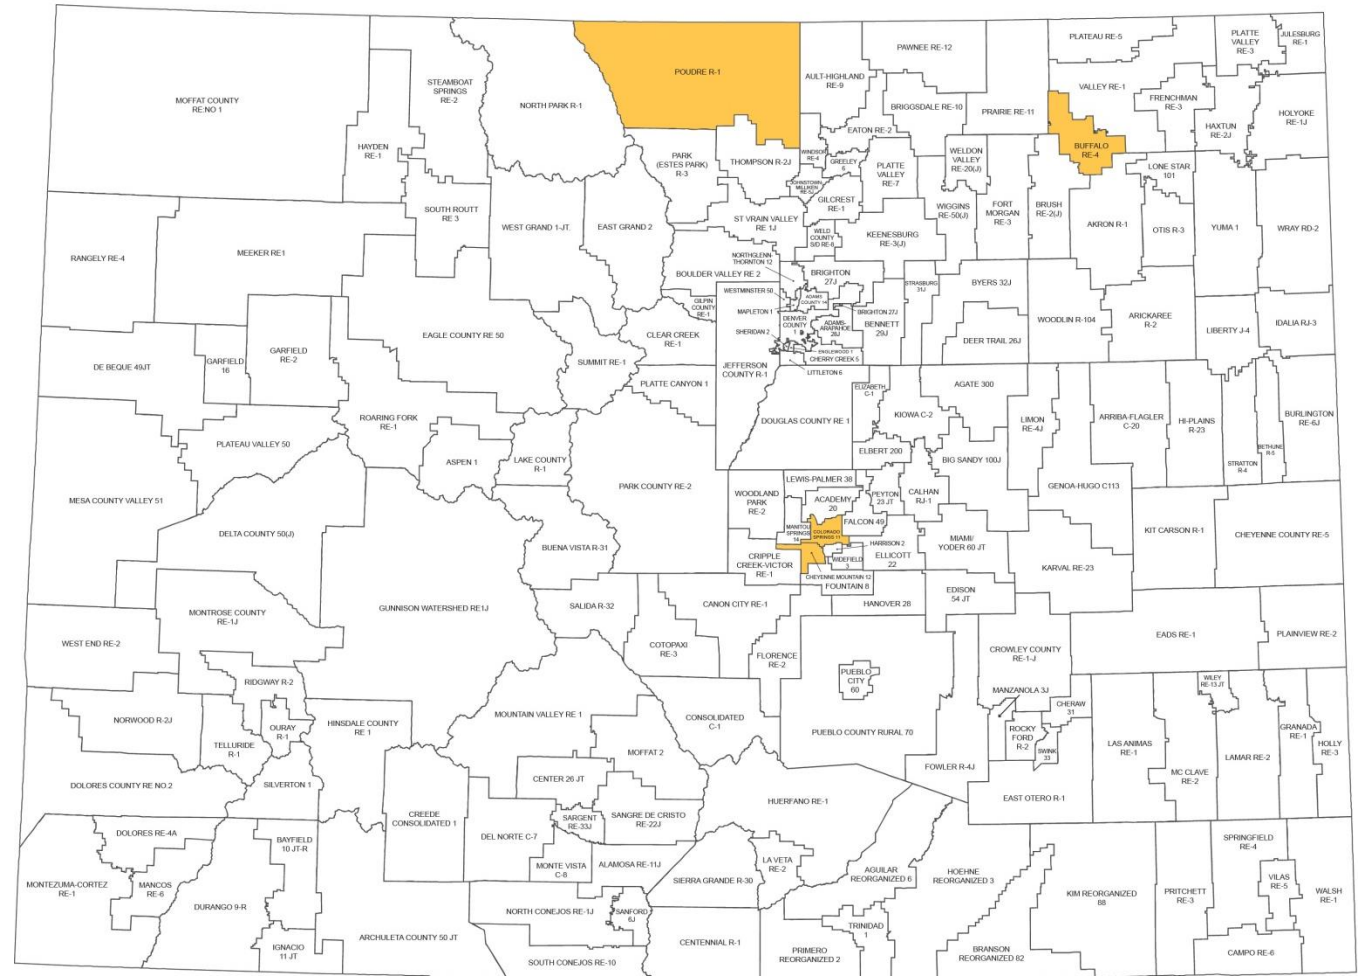 PLATEAU RE-5
PLATTE
VALLEY
RE-3
JULESBURG
RE-1
PAWNEE RE-12
POUDRE R-1
AULT-HIGHLAND
RE-9
STEAMBOAT
SPRINGS
RE-2
NORTH PARK R-1
MOFFAT COUNTY
RE:NO 1
VALLEY RE-1
FRENCHMAN
RE-3
BRIGGSDALE RE-10
PRAIRIE RE-11
HOLYOKE
RE-1J
HAXTUN
RE-2J
EATON RE-2
HAYDEN
RE-1
BUFFALO
RE-4
PARK
(ESTES PARK)
R-3
THOMPSON R-2J
WINDSOR
RE-4
GREELEY
6
PLATTE
VALLEY
RE-7
WELDON
VALLEY
RE-20(J)
LONE STAR
101
JOHNSTOWN-
MILLIKEN
RE-5J
GILCREST
RE-1
SOUTH ROUTT
RE 3
WEST GRAND 1-JT.
EAST GRAND 2
ST VRAIN VALLEY
RE 1J
WIGGINS
RE-50(J)
FORT
MORGAN
RE-3
BRUSH
RE-2(J)
AKRON R-1
OTIS R-3
YUMA 1
WRAY RD-2
WELD
COUNTY
S/D RE-8
KEENESBURG
RE-3(J)
RANGELY RE-4
MEEKER RE1
NORTHGLENN-
THORNTON 12
BOULDER VALLEY RE 2
BRIGHTON
27J
STRASBURG
31J
BYERS 32J
WESTMINSTER 50
ADAMS
COUNTY 14
GILPIN
COUNTY
RE-1
MAPLETON 1
BRIGHTON 27J
DENVER
COUNTY
1
ADAMS-
ARAPAHOE
28J
BENNETT
29J
WOODLIN R-104
ARICKAREE
R-2
LIBERTY J-4
IDALIA RJ-3
EAGLE COUNTY RE 50
CLEAR CREEK
RE-1
SHERIDAN 2
DEER TRAIL 26J
GARFIELD
RE-2
GARFIELD
16
DE BEQUE 49JT
SUMMIT RE-1
ENGLEWOOD 1
CHERRY CREEK 5
JEFFERSON
COUNTY R-1
LITTLETON 6
PLATTE CANYON 1
ELIZABETH
C-1
AGATE 300
ROARING FORK
RE-1
DOUGLAS COUNTY RE 1
KIOWA C-2
LIMON
RE-4J
ARRIBA-FLAGLER
C-20
HI-PLAINS
R-23
BURLINGTON
RE-6J
PLATEAU VALLEY 50
ASPEN 1
LAKE COUNTY
R-1
ELBERT 200
BIG SANDY 100J
STRATTON
R-4
BETHUNE
R-5
LEWIS-PALMER 38
PARK COUNTY RE-2
GENOA-HUGO C113
MESA COUNTY VALLEY 51
WOODLAND
PARK
RE-2
ACADEMY
20
PEYTON
23 JT
CALHAN
RJ-1
DELTA COUNTY 50(J)
MANITOU
SPRINGS
14
COLORADO
SPRINGS 11
FALCON 49
KIT CARSON R-1
CHEYENNE COUNTY RE-5
BUENA VISTA R-31
HARRISON 2
MIAMI/
YODER 60 JT
CRIPPLE
CREEK-VICTOR
RE-1
WIDEFIELD
3
ELLICOTT
22
KARVAL RE-23
CHEYENNE MOUNTAIN 12
FOUNTAIN 8
EDISON
54 JT
HANOVER 28
MONTROSE COUNTY
RE-1J
GUNNISON WATERSHED RE1J
SALIDA R-32
CANON CITY RE-1
WEST END RE-2
COTOPAXI
RE-3
FLORENCE
RE-2
EADS RE-1
PLAINVIEW RE-2
CROWLEY COUNTY
RE-1-J
PUEBLO
CITY
60
RIDGWAY R-2
WILEY
RE-13 JT
MANZANOLA 3J
CHERAW
31
NORWOOD R-2J
TELLURIDE
R-1
OURAY
R-1
HINSDALE COUNTY
RE 1
MOUNTAIN VALLEY RE 1
CONSOLIDATED
C-1
PUEBLO COUNTY RURAL 70
ROCKY
FORD
R-2
SWINK
33
LAS ANIMAS
RE-1
MC CLAVE
RE-2
LAMAR RE-2
GRANADA
RE-1
HOLLY
RE-3
MOFFAT 2
FOWLER R-4J
DOLORES COUNTY RE NO.2
SILVERTON 1
CENTER 26 JT
EAST OTERO R-1
HUERFANO RE-1
CREEDE
CONSOLIDATED 1
SARGENT
RE-33J
SANGRE DE CRISTO
RE-22J
DOLORES RE-4A
BAYFIELD
10 JT-R
DEL NORTE C-7
SPRINGFIELD
RE-4
MONTE VISTA
C-8
ALAMOSA RE-11J
LA VETA
RE-2
SIERRA GRANDE R-30
AGUILAR
REORGANIZED 6
HOEHNE
REORGANIZED 3
MONTEZUMA-CORTEZ
RE-1
MANCOS
RE-6
VILAS
RE-5
KIM REORGANIZED
88
PRITCHETT
RE-3
WALSH
RE-1
DURANGO 9-R
NORTH CONEJOS RE-1J
SANFORD
6J
TRINIDAD
1
ARCHULETA COUNTY 50 JT
IGNACIO
11 JT
CENTENNIAL R-1
PRIMERO
REORGANIZED 2
BRANSON
REORGANIZED 82
CAMPO RE-6
SOUTH CONEJOS RE-10